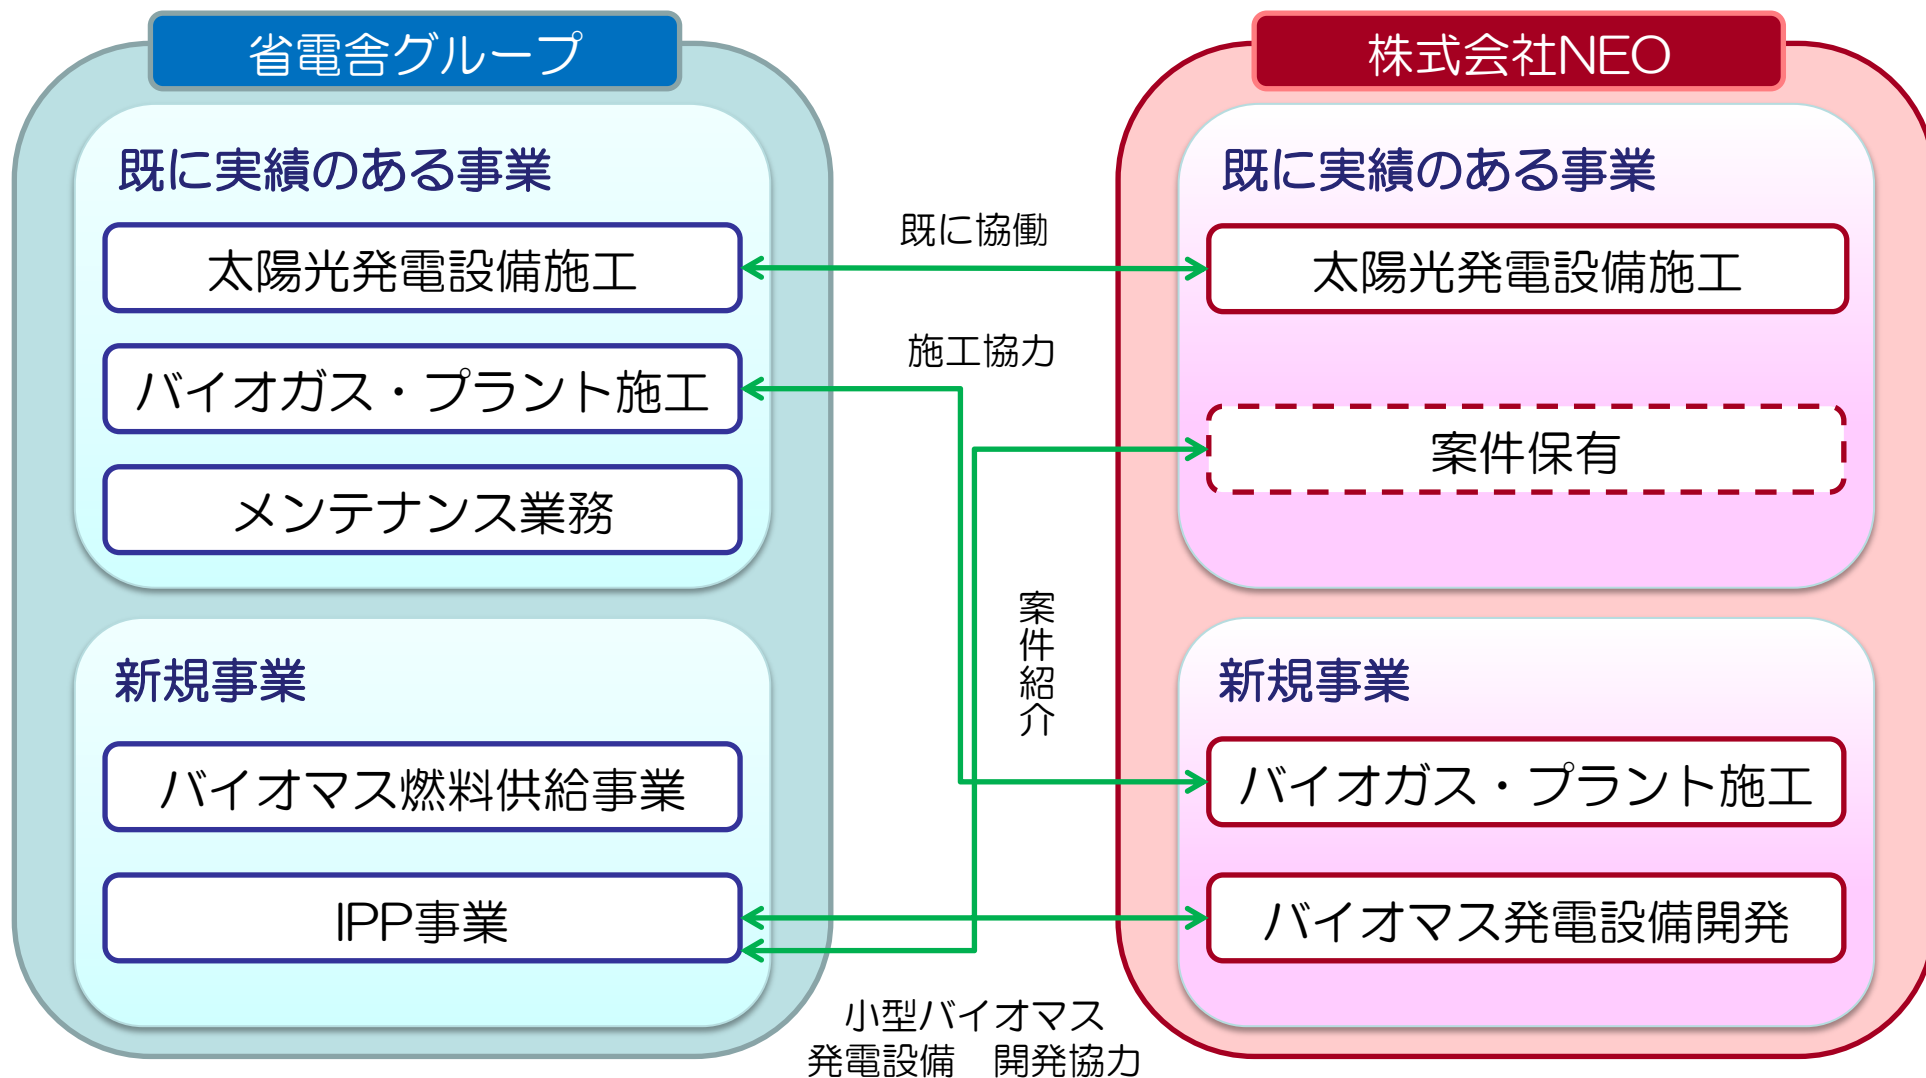 省電舎グループ
既に実績のある事業
太陽光発電設備施工
バイオガス・プラント施工
メンテナンス業務
新規事業
バイオマス燃料供給事業
IPP事業
既に協働
施工協力
案件紹介
小型バイオマス
発電設備　開発協力
株式会社NEO
既に実績のある事業
太陽光発電設備施工
案件保有
新規事業
バイオガス・プラント施工
バイオマス発電設備開発